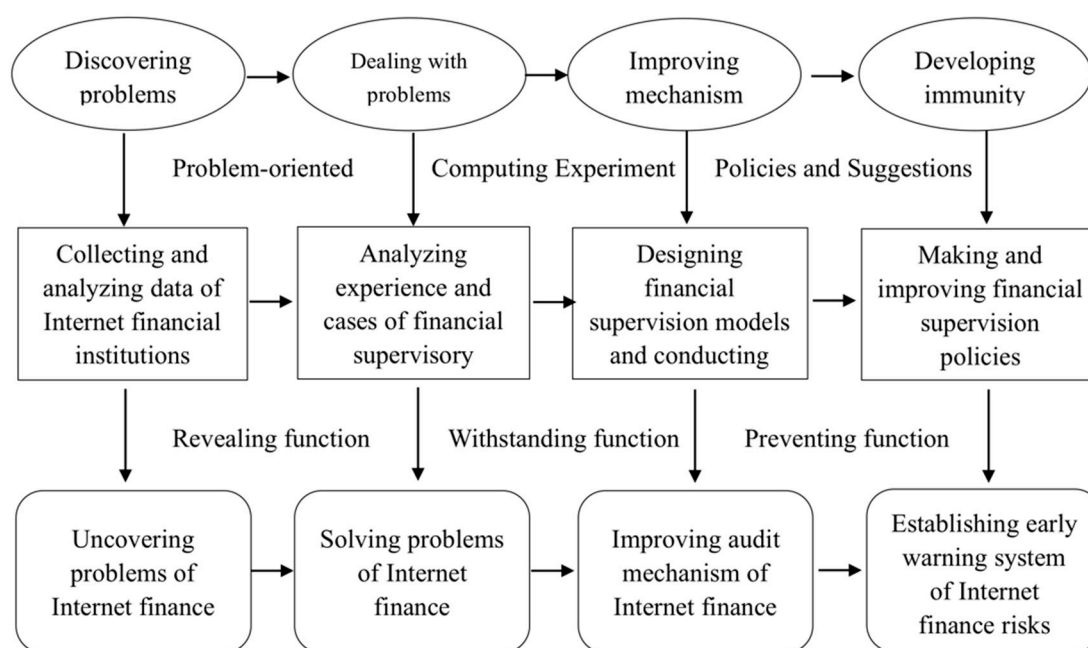 Discovering
problems
Dealing with
problems
Improving
mechanism
Developing
immunity
Problem-oriented
Computing Experiment
Policies and Suggestions
Collecting and
analyzing data of
Internet financial
institutions
Analyzing
experience and
cases of financial
supervisory
Designing
financial
supervision models
and conducting
Making and
improving financial
supervision
policies
Revealing function
Withstanding function
Preventing function
Uncovering
problems of
Internet finance
Solving problems
of Internet
finance
Improving audit
mechanism of
Internet finance
Establishing early
warning system
of Internet
finance risks